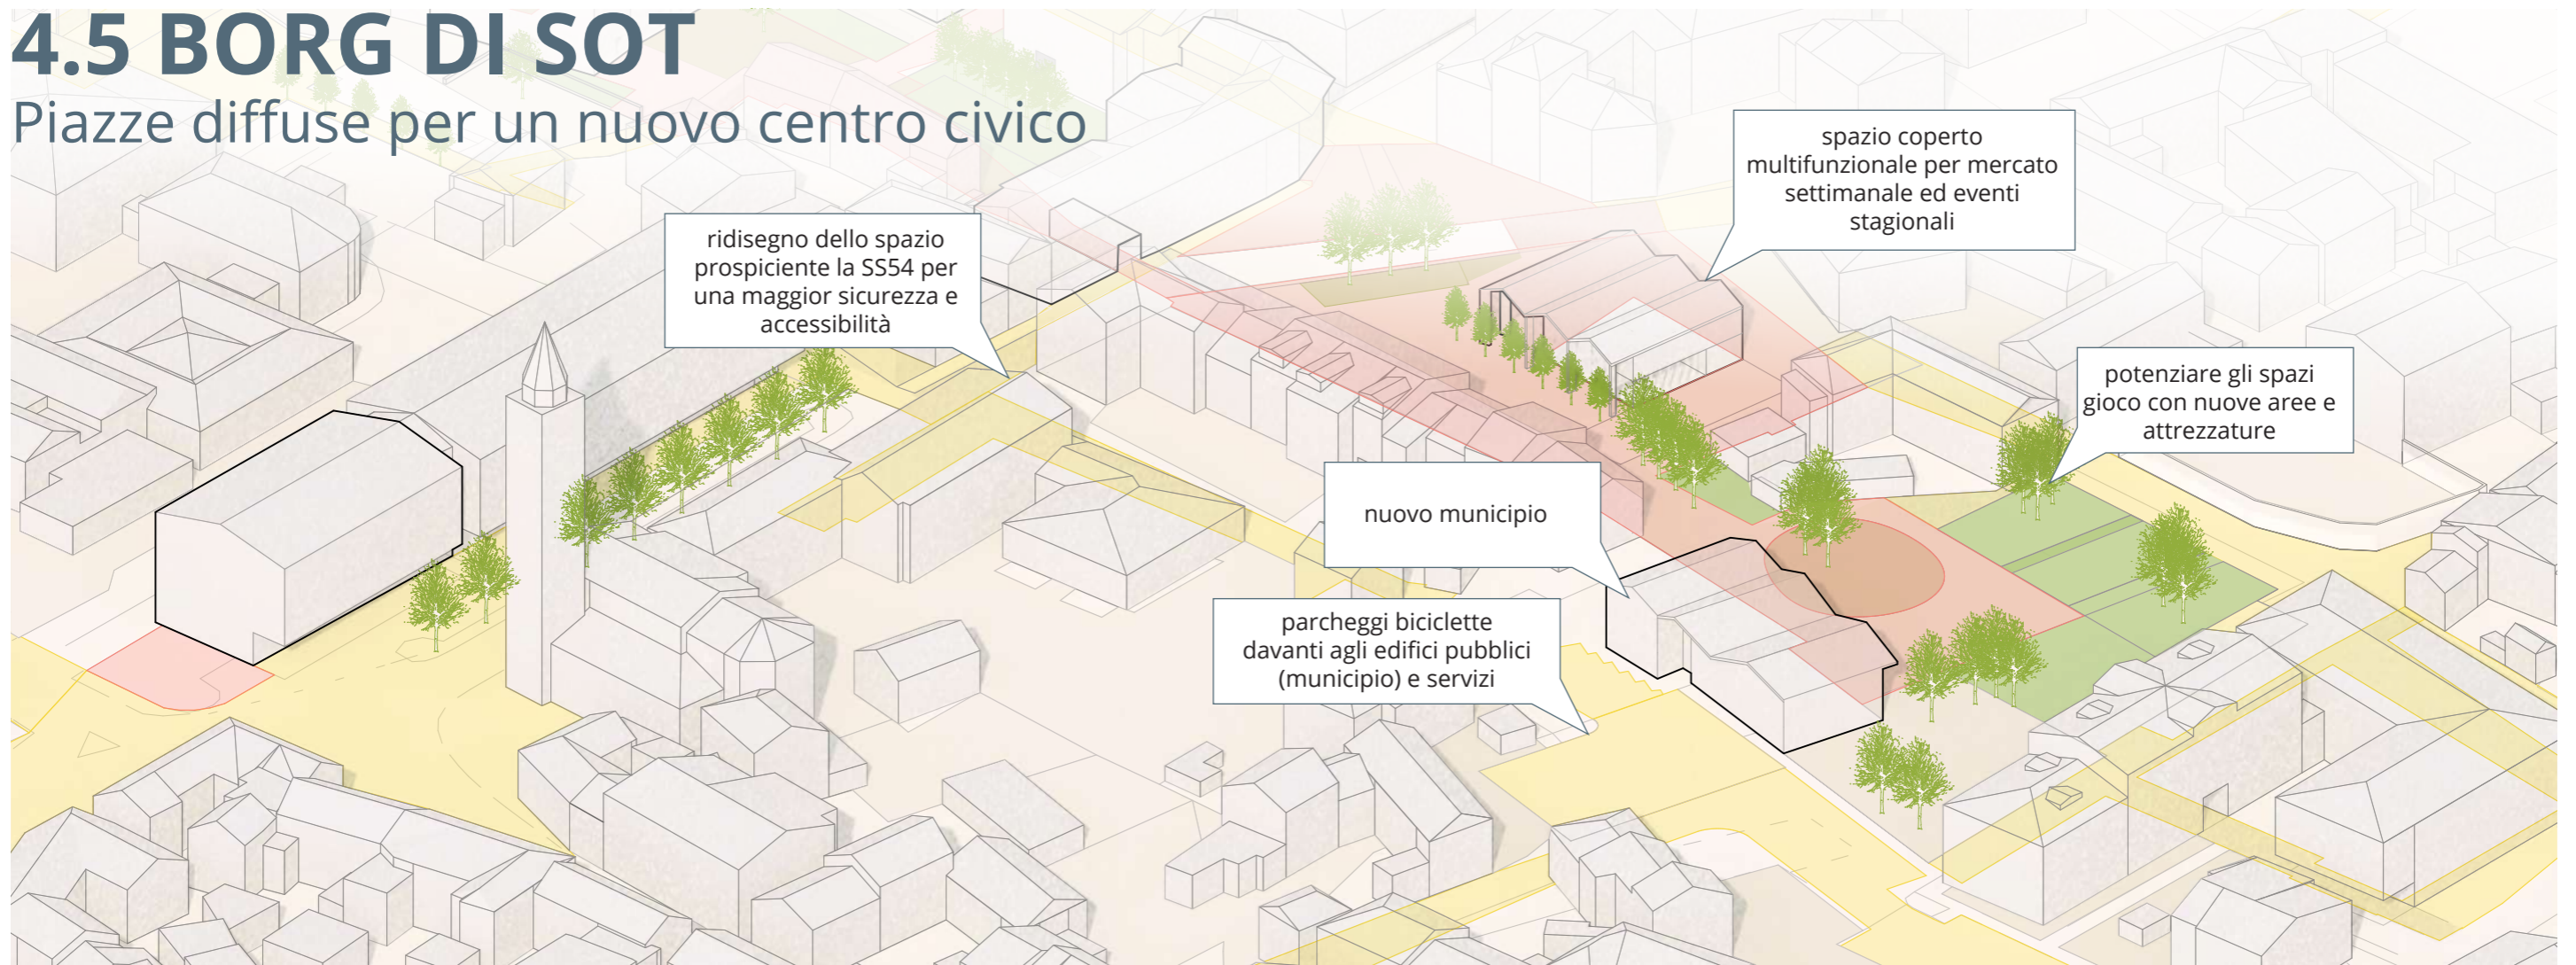 4.5 BORG DI SOT
Piazze diffuse per un nuovo centro civico
spazio coperto
multifunzionale per mercato
settimanale ed eventi
stagionali
ridisegno dello spazio
prospiciente la SS54 per
una maggior sicurezza e
accessibilità
potenziare gli spazi
gioco con nuove aree e
attrezzature
nuovo municipio
parcheggi biciclette
davanti agli edifici pubblici
(municipio) e servizi